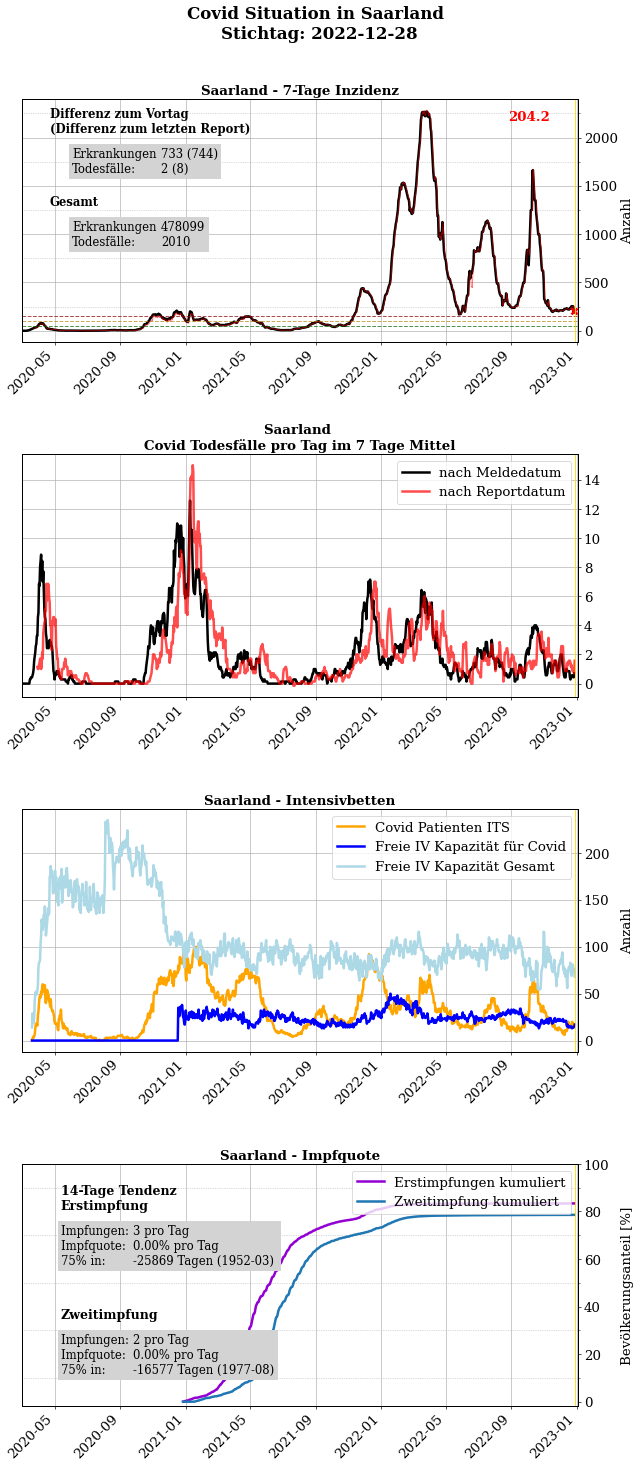 Covid Situation in Saarland
Stichtag: 2022-12-28
Saarland - 7-Tage Inzidenz
Differenz zum Vortag
(Differenz zum letzten Report)
Erkrankungen 733 (744)
Todesfälle: 2 (8)
Gesamt
Erkrankungen 478099
Todesfälle: 2010
204.2
2000
1500
1000
500
0
Anzahl
2020-05 2020-09 2021-01 2021-05 2021-09 2022-01 2022-05 2022-09 2023-01
Saarland
Covid Todesfälle pro Tag im 7 Tage Mittel
nach Meldedatum
nach Reportdatum
14
12
10
8
6
4
2
0
2020-05 2020-09 2021-01 2021-05 2021-09 2022-01 2022-05 2022-09 2023-01
Saarland - Intensivbetten
Covid Patienten ITS
Freie IV Kapazität für Covid
Freie IV Kapazität Gesamt
200
150
100
50
0
Anzahl
2020-05 2020-09 2021-01 2021-05 2021-09 2022-01 2022-05 2022-09 2023-01
Saarland - Impfquote
14-Tage Tendenz
Erstimpfung
Impfungen: 3 pro Tag
Impfquote: 0.00% pro Tag
75% in: -25869 Tagen (1952-03)
Zweitimpfung
Impfungen: 2 pro Tag
Impfquote: 0.00% pro Tag
75% in: -16577 Tagen (1977-08)
Erstimpfungen kumuliert
Zweitimpfung kumuliert
100
80
60
40
20
0
Bevölkerungsanteil [%]
2020-05 2020-09 2021-01 2021-05 2021-09 2022-01 2022-05 2022-09 2023-01